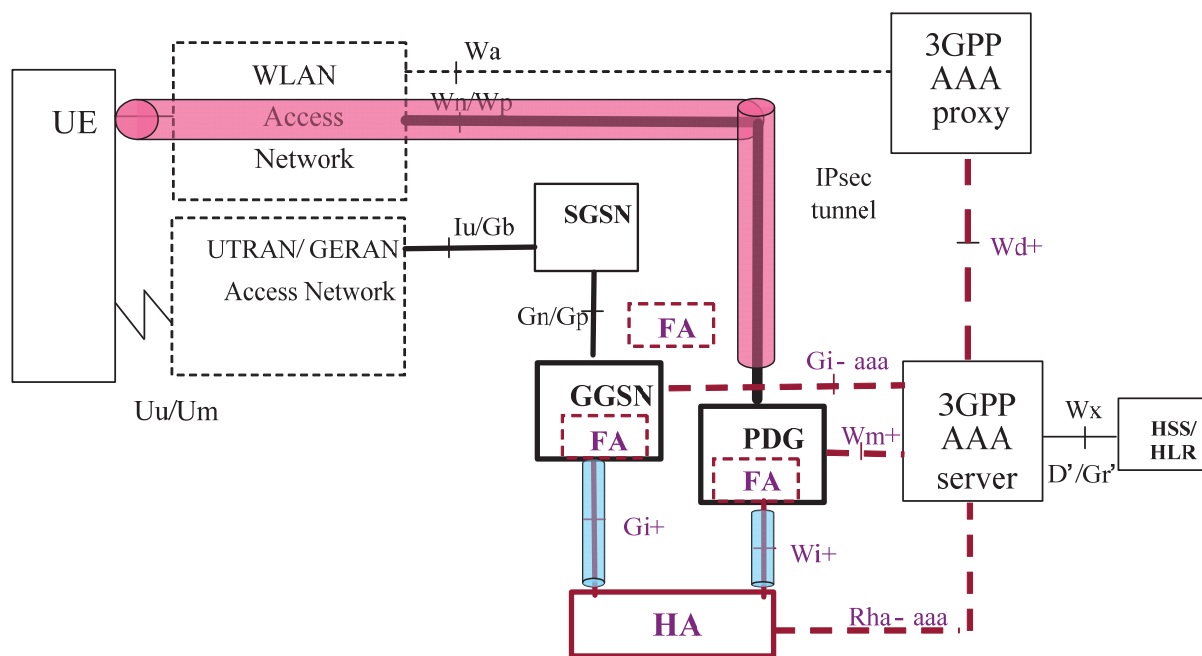 Wa
3GPP
AAA
proxy
WLAN
Access
Network
UE
Wn/Wp
IPsec
tunnel
SGSN
Iu/Gb
UTRAN/ GERAN
Access Network
Wd+
Gn/Gp
FA
Gi- aaa
GGSN
FA
Uu/Um
PDG
FA
Wm+
3GPP
AAA
server
Wx
D’/Gr’
HSS/
HLR
Gi+
Wi+
HA
Rha- aaa